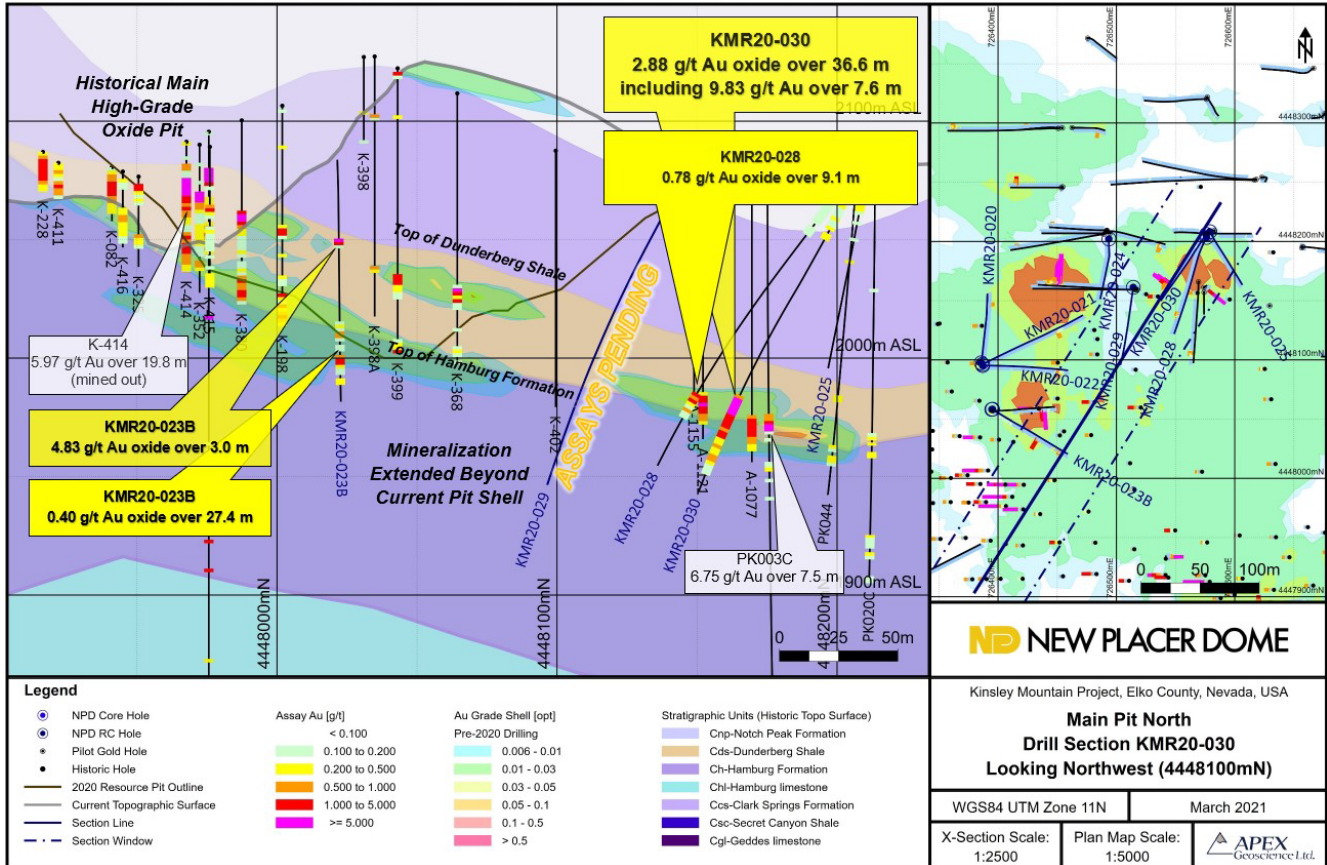 Historical Main
High-Grade
Oxide Pit
KMR20-030
2.88 g/t Au oxide over 36.6 m
including 9.83 g/t Au over 7.6 m
2100m ASL
KMR20-028
0.78 g/t Au oxide over 9.1 m
K-398
K-228
K-411
K-082
K-416
K-414
K-352
K-415
K-198
K-398A
K-399
K-368
K-402
Top of Dunderberg Shale
2000m ASL
Top of Hamburg Formation
K-414
5.97 g/t Au over 19.8 m
(mined out)
KMR20-023B
4.83 g/t Au oxide over 3.0 m
KMR20-023B
0.40 g/t Au oxide over 27.4 m
KMR20-023B
Mineralization
Extended Beyond
Current Pit Shell
ASSAYS PENDING
KMR20-029
KMR20-028
KMR20-030
A-1121
A-1077
KMR20-025
PK044
PK020C
PK003C
6.75 g/t Au over 7.5 m
4448000mN
4448100mN
4448200mN
0 25 50m
726400mE
726500mE
726600mE
N
4448300mN
4448200mN
4448100mN
4448000mN
4447900mN
KMR20-020
KMR20-024
KMR20-021
KMR20-030
KMR20-025
KMR20-022
KMR20-029
KMR20-028
KMR20-023B
726400mE
726500mE
0 50 100m
NPD NEW PLACER DOME
Kinsley Mountain Project, Elko County, Nevada, USA
Main Pit North
Drill Section KMR20-030
Looking Northwest (4448100mN)
WGS84 UTM Zone 11N
March 2021
X-Section Scale:
1:2500
Plan Map Scale:
1:5000
APEX
Geoscience Ltd.
Legend
NPD Core Hole
NPD RC Hole
Pilot Gold Hole
Historic Hole
2020 Resource Pit Outline
Current Topographic Surface
Section Line
Section Window
Assay Au [g/t]
< 0.100
0.100 to 0.200
0.200 to 0.500
0.500 to 1.000
1.000 to 5.000
>= 5.000
Au Grade Shell [opt]
Pre-2020 Drilling
0.006 - 0.01
0.01 - 0.03
0.03 - 0.05
0.05 - 0.1
0.1 - 0.5
> 0.5
Stratigraphic Units (Historic Topo Surface)
Cnp-Notch Peak Formation
Cds-Dunderberg Shale
Ch-Hamburg Formation
Chl-Hamburg limestone
Ccs-Clark Springs Formation
Csc-Secret Canyon Shale
Cgl-Geddes limestone